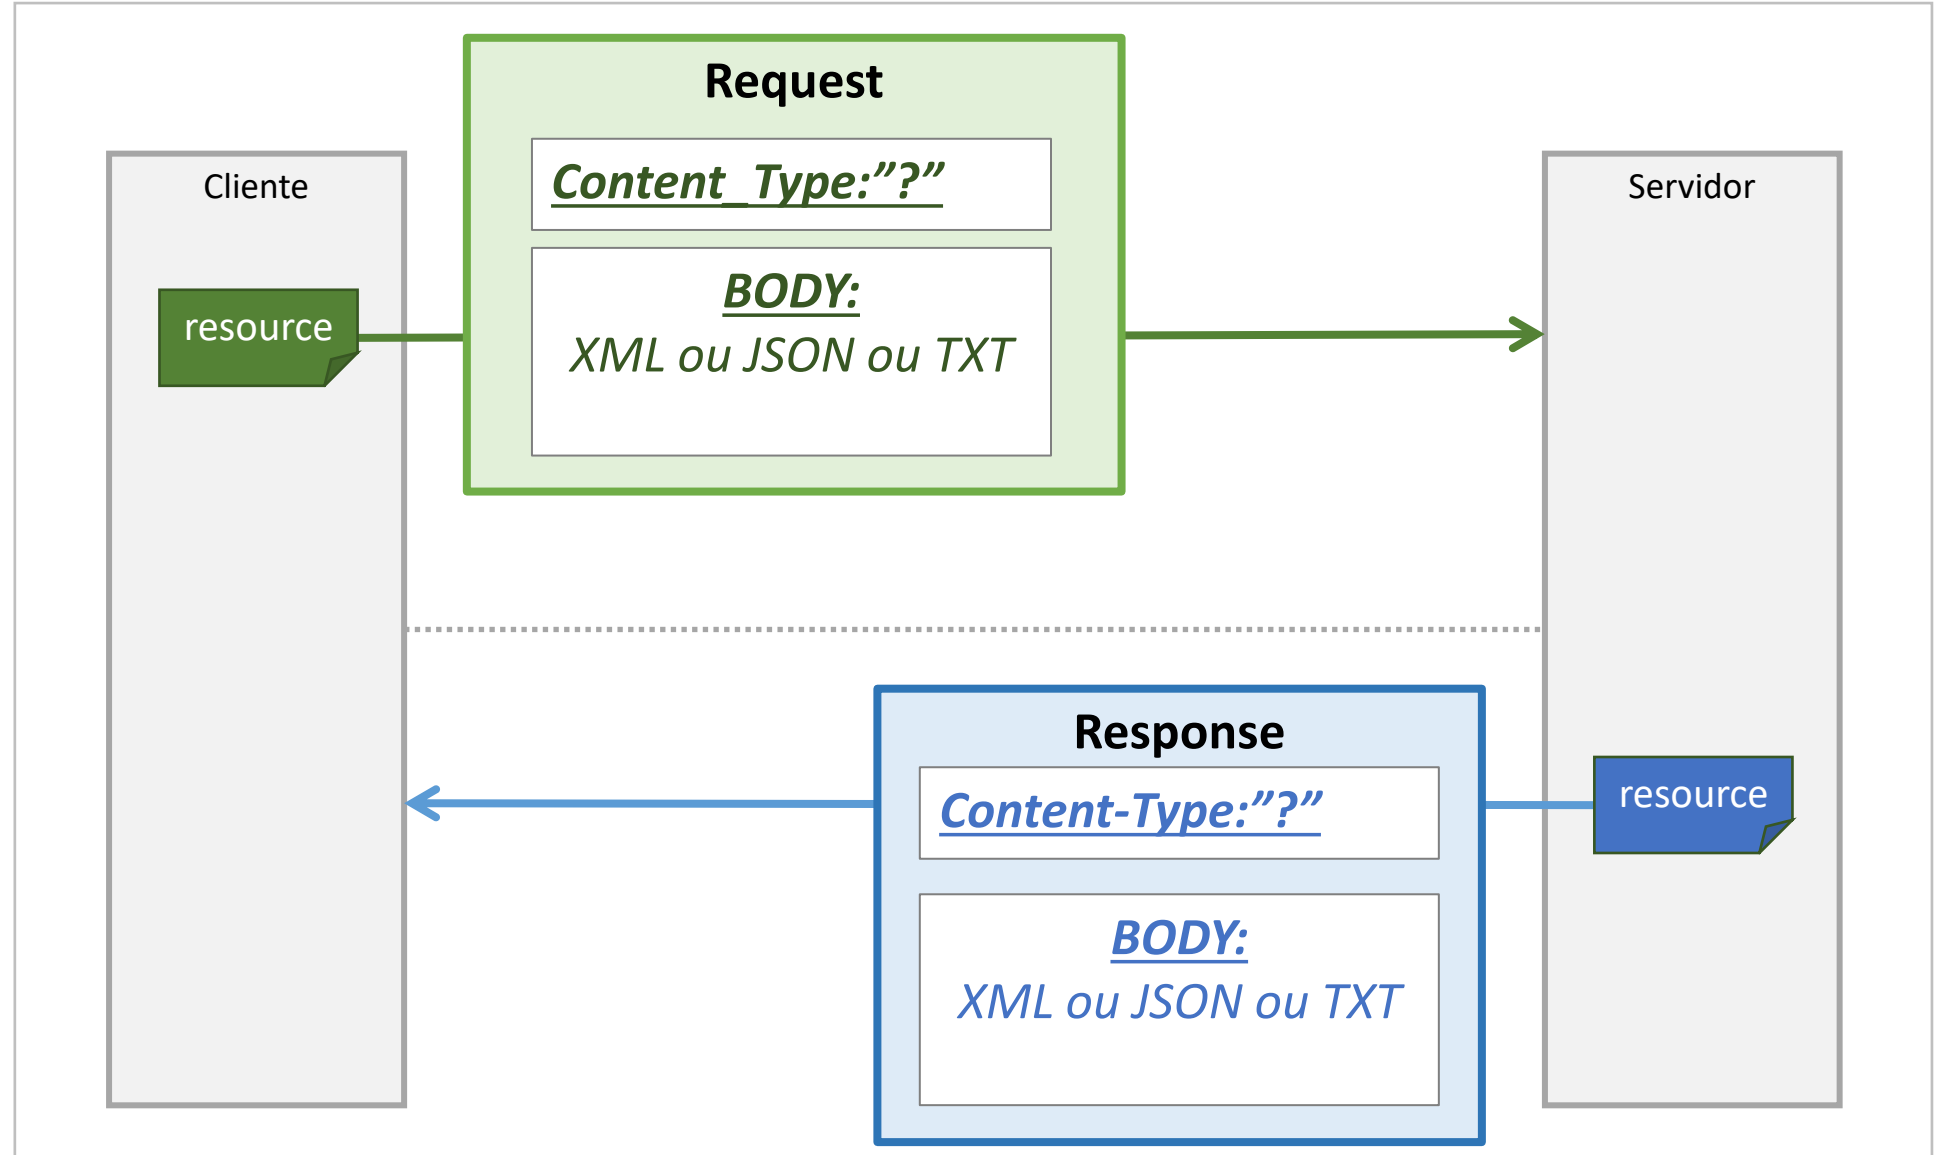 Request
Cliente
Content_Type:”?”
Servidor
BODY:
resource
XML ou JSON ou TXT
Response
Content-Type:”?”
resource
BODY:
XML ou JSON ou TXT